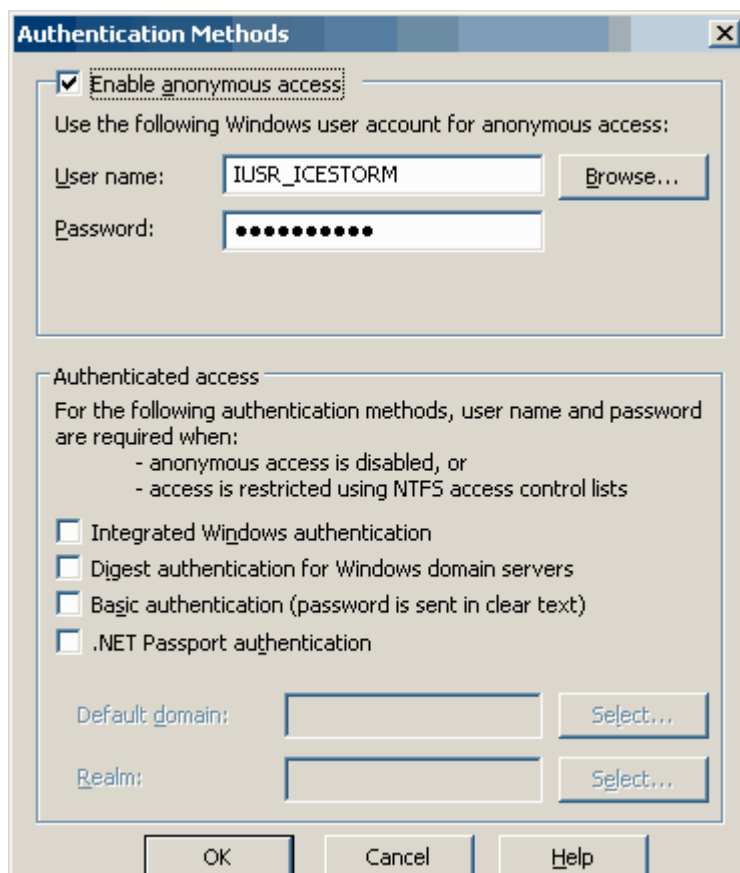 Authentication Methods
Enable anonymous access
Use the following Windows user account for anonymous access:
User name: IUSR_ICESTORM Browse...
Password: ●●●●●●●●●●
Authenticated access
For the following authentication methods, user name and password
are required when:
- anonymous access is disabled, or
- access is restricted using NTFS access control lists
Integrated Windows authentication
Digest authentication for Windows domain servers
Basic authentication (password is sent in clear text)
.NET Passport authentication
Default domain: Select...
Realm: Select...
OK Cancel Help